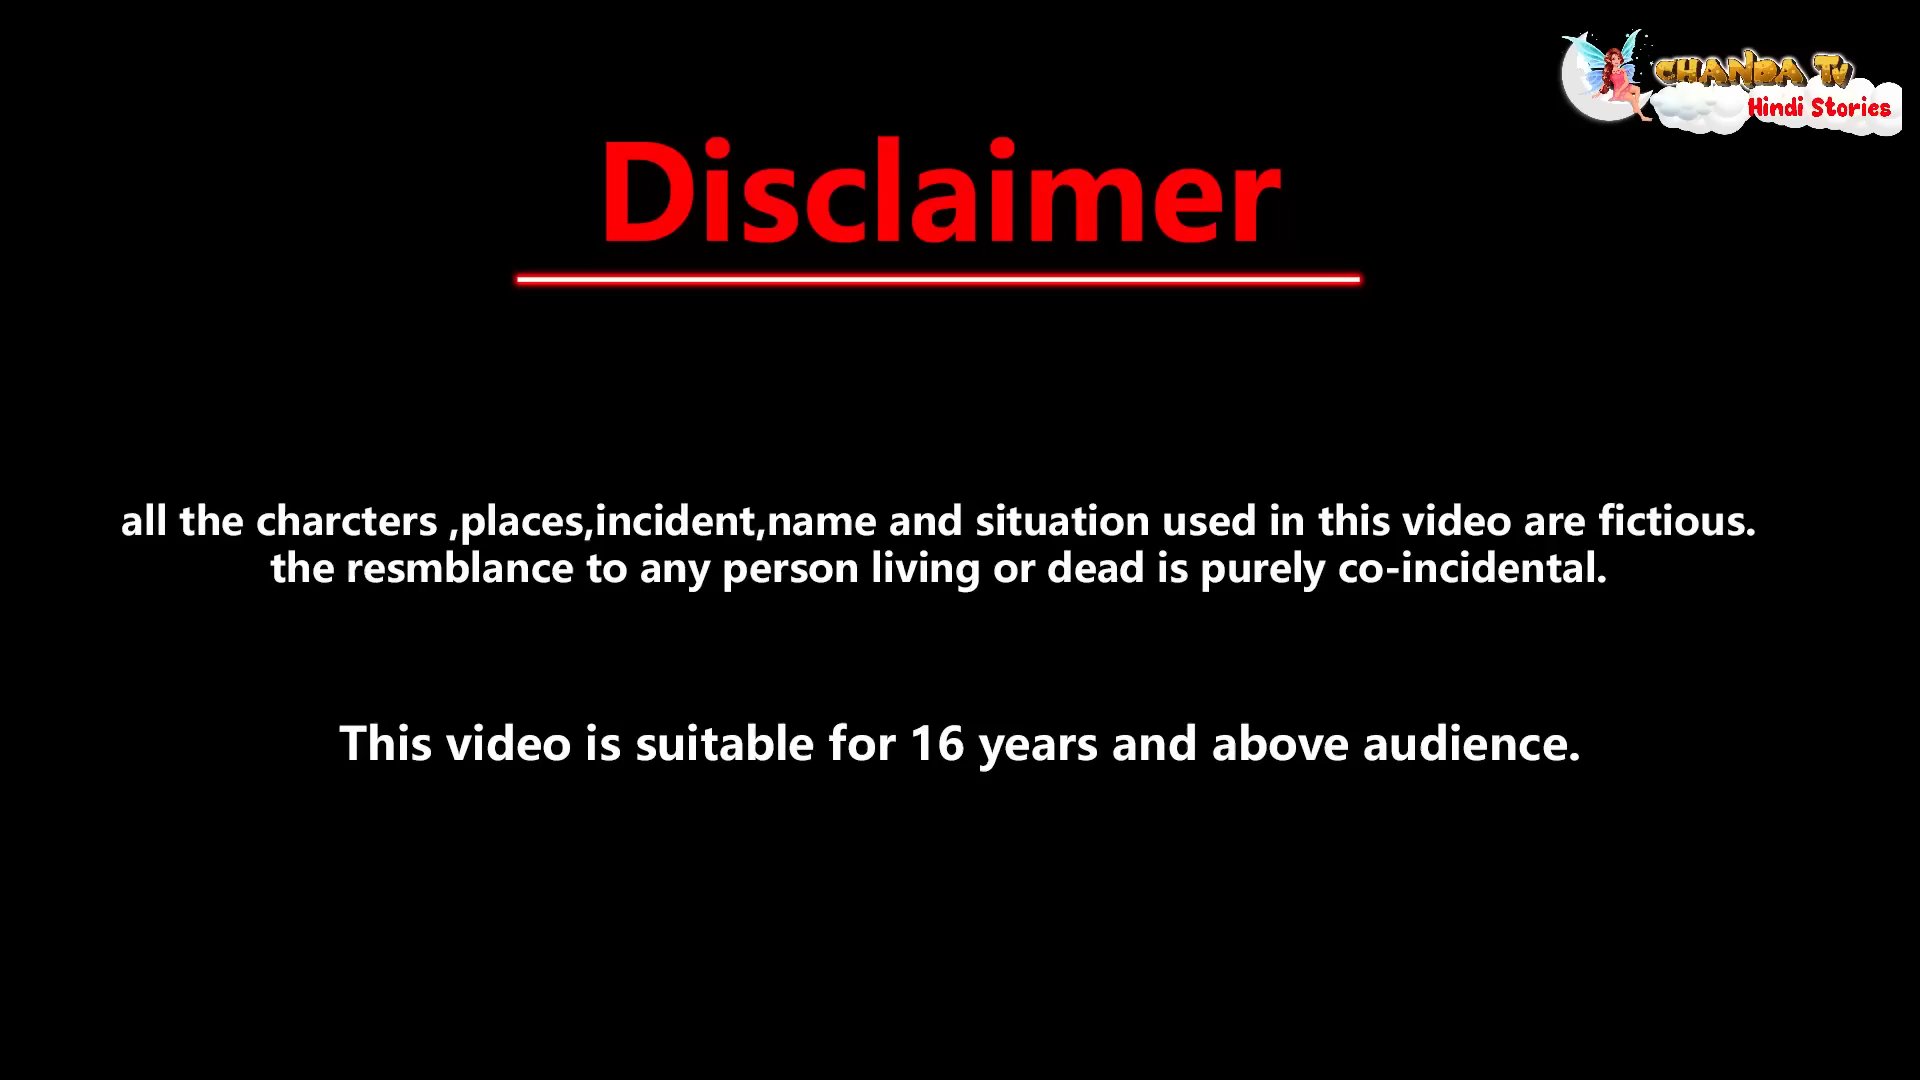 CHANDA TV
Hindi Stories
Disclaimer
all the charcters ,places,incident,name and situation used in this video are fictious.
the resmblance to any person living or dead is purely co-incidental.
This video is suitable for 16 years and above audience.